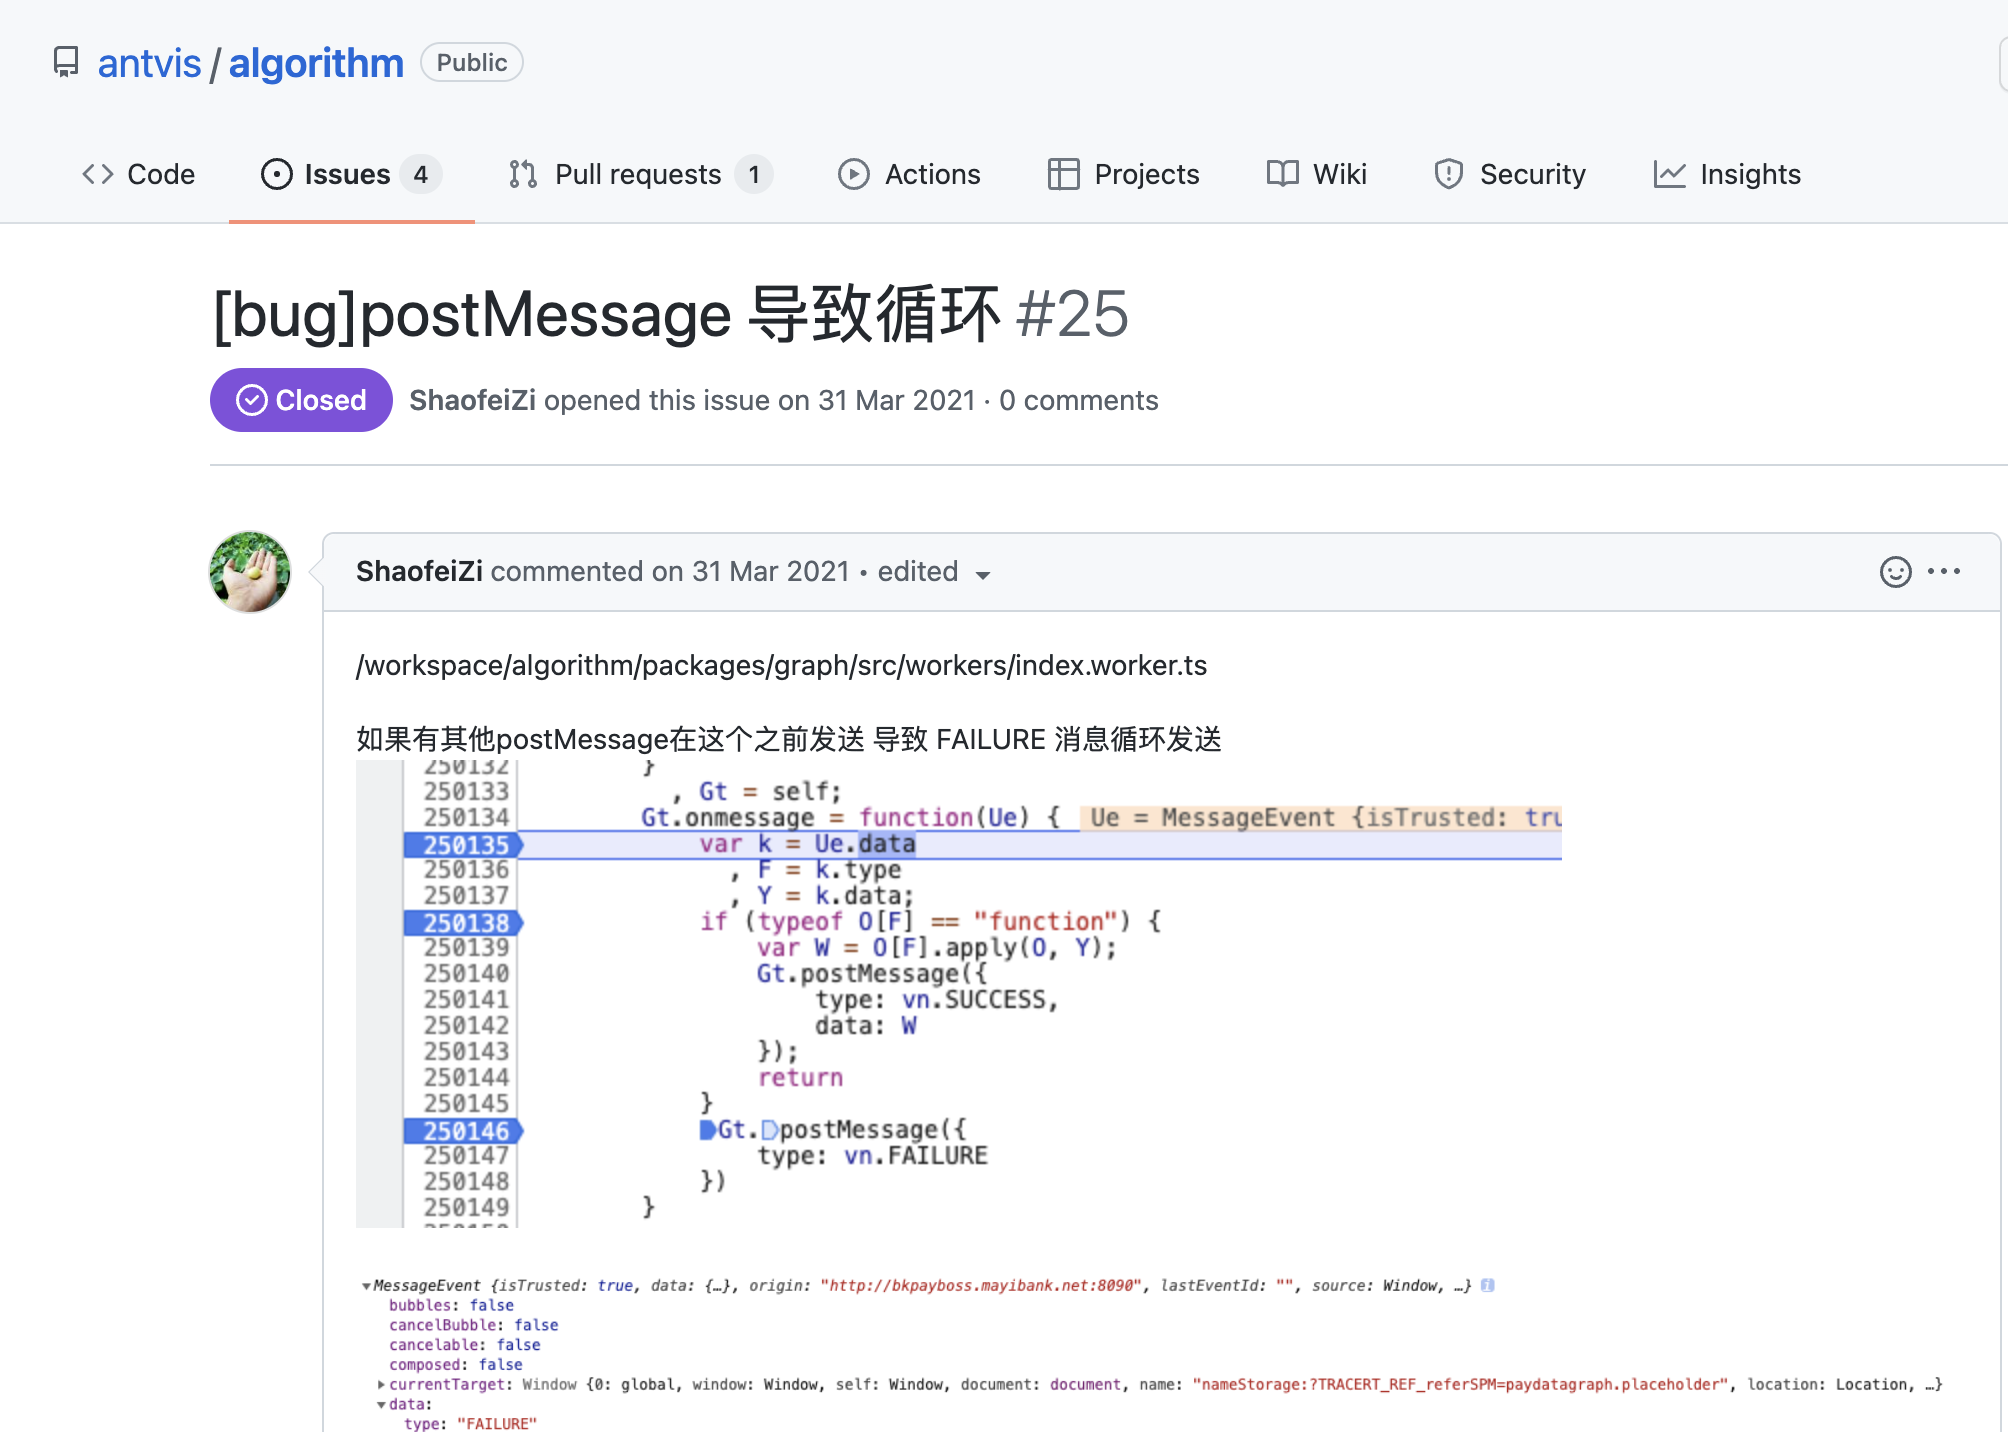 antvis / algorithm Public
Code Issues 4 Pull requests 1 Actions Projects Wiki Security Insights
[bug]postMessage 导致循环 #25
Closed ShaofeiZi opened this issue on 31 Mar 2021 · 0 comments
ShaofeiZi commented on 31 Mar 2021 • edited
/workspace/algorithm/packages/graph/src/workers/index.worker.ts
如果有其他postMessage在这个之前发送 导致 FAILURE 消息循环发送
250132 }
250133 , Gt = self;
250134 Gt.onmessage = function(Ue) { Ue = MessageEvent {isTrusted: tru
250135 var k = Ue.data
250136 , F = k.type
250137 , Y = k.data;
250138 if (typeof O[F] == "function") {
250139 var W = O[F].apply(O, Y);
250140 Gt.postMessage({
250141 type: vn.SUCCESS,
250142 data: W
250143 });
250144 return
250145 }
250146 Gt.postMessage({
250147 type: vn.FAILURE
250148 })
250149 }
MessageEvent {isTrusted: true, data: {…}, origin: "http://bkpayboss.mayibank.net:8090", lastEventId: "", source: Window, …}
bubbles: false
cancelBubble: false
cancelable: false
composed: false
currentTarget: Window {0: global, window: Window, self: Window, document: document, name: "nameStorage:?TRACERT_REF_referSPM=paydatagraph.placeholder", location: Location, …}
data:
type: "FAILURE"